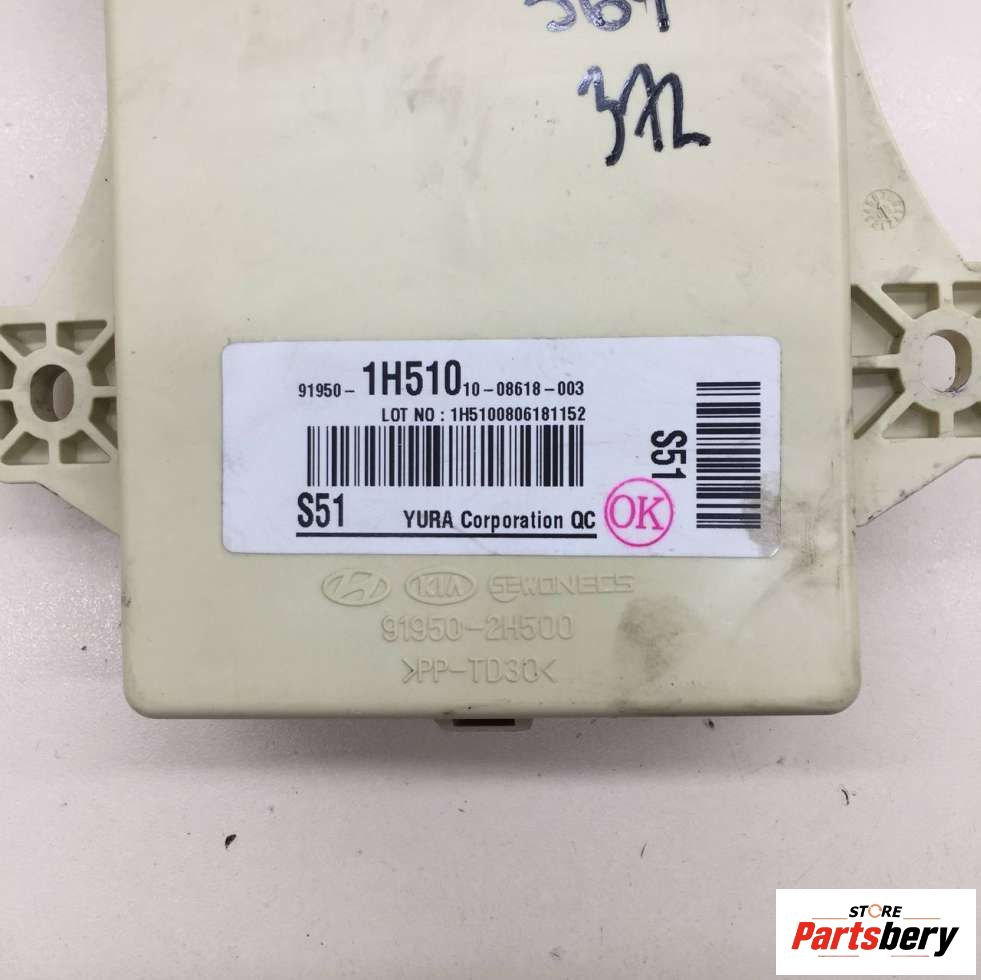 91950- 1H510 10-08618-003
LOT NO : 1H5100806181152
S51
S51 YURA Corporation QC
OK
KIA SEWONECS
91950-2H500
>PP-TD30<
STORE
Partsbery